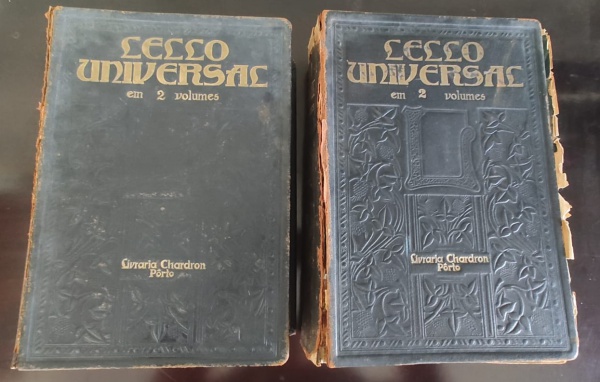 LELLO
UNIVERSAL
em 2 volumes
Livraria Chardron
Pôrto
LELLO
UNIVERSAL
em 2 volumes
Livraria Chardron
Pôrto